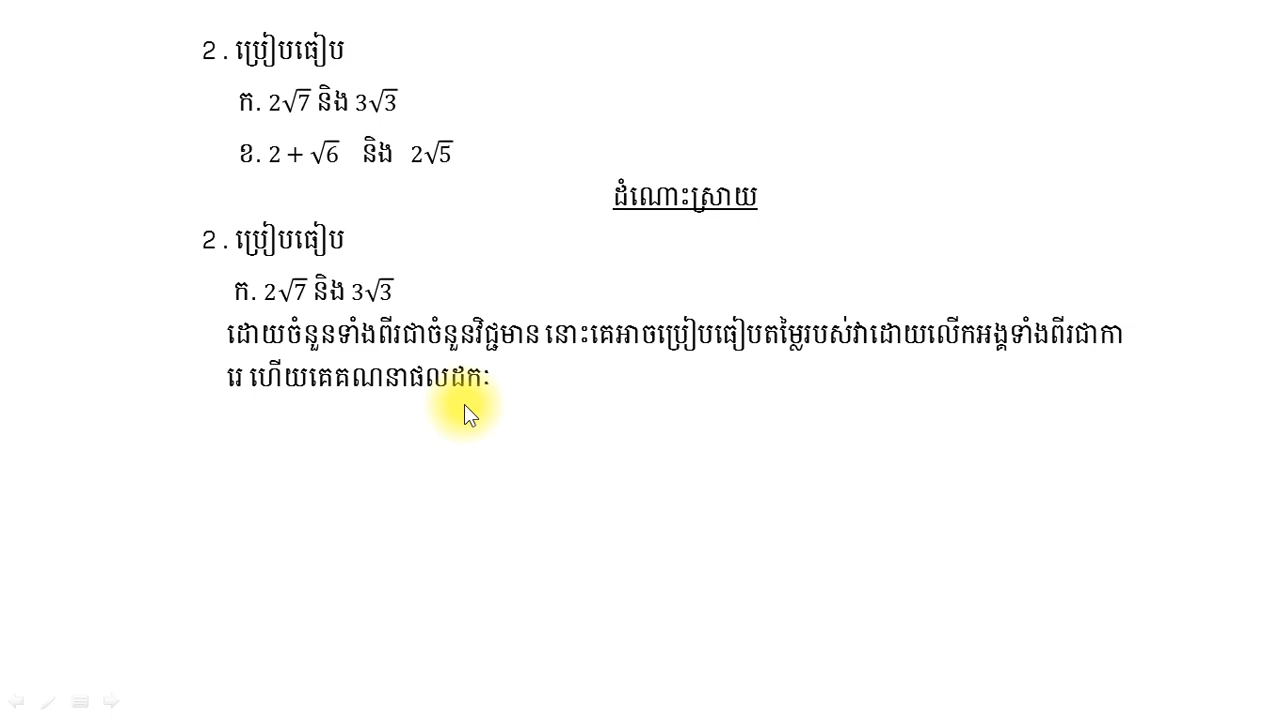 2 . ប្រៀបធៀប
ក. 2√7 និង 3√3
ខ. 2 + √6 និង 2√5
ដំណោះស្រាយ
2 . ប្រៀបធៀប
ក. 2√7 និង 3√3
ដោយចំនួនទាំងពីរជាចំនួនវិជ្ជមាន នោះគេអាចប្រៀបធៀបតម្លៃរបស់វាដោយលើកអង្គទាំងពីរជាកា
រេ ហើយគេគណនាផលដកៈ